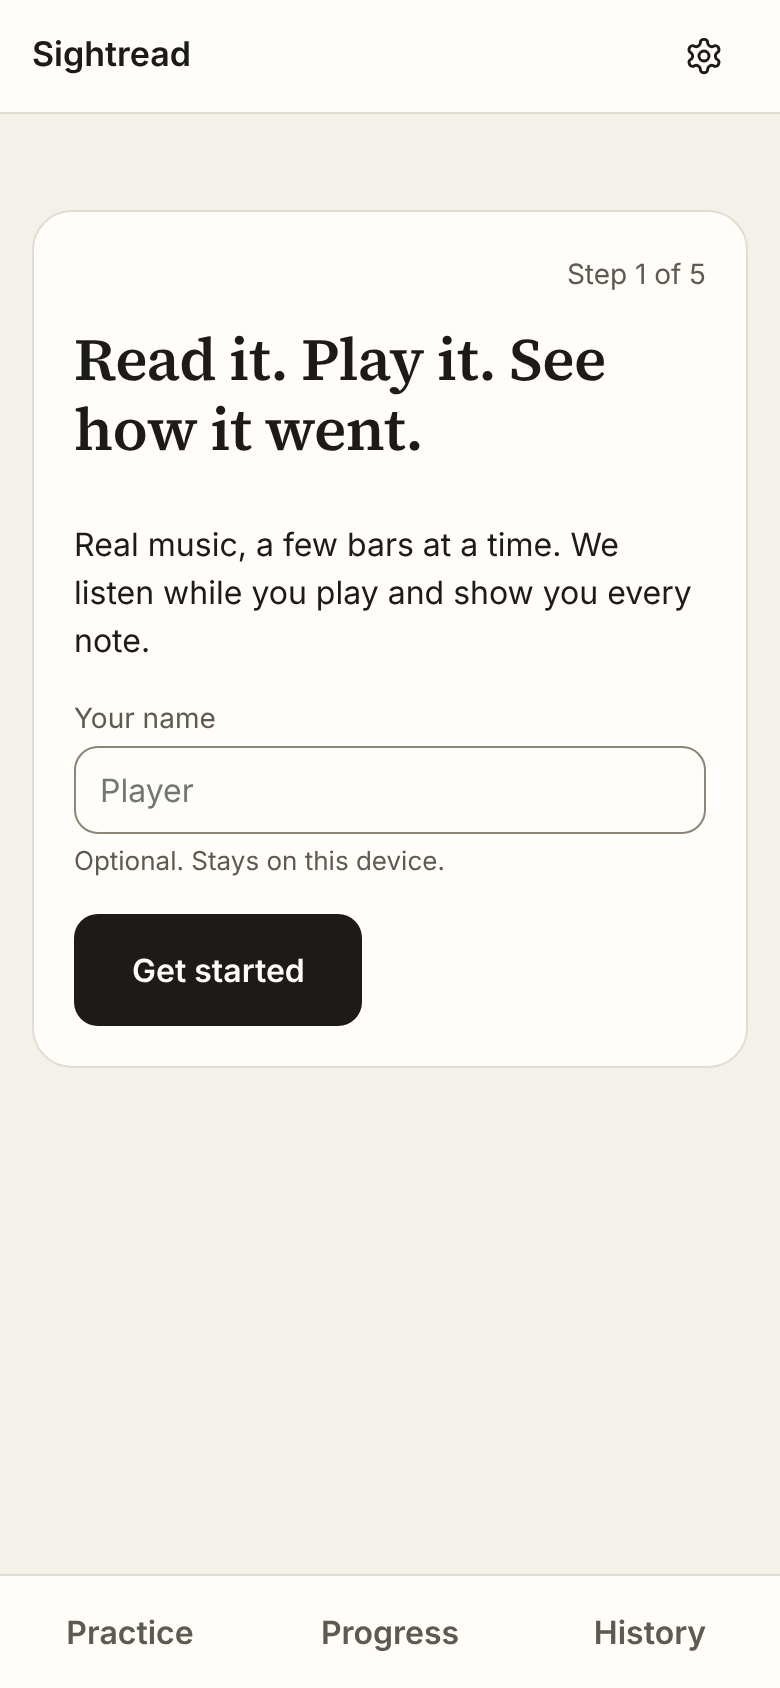 Sightread
Step 1 of 5
Read it. Play it. See
how it went.
Real music, a few bars at a time. We
listen while you play and show you every
note.
Your name
Player
Optional. Stays on this device.
Get started
Practice
Progress
History